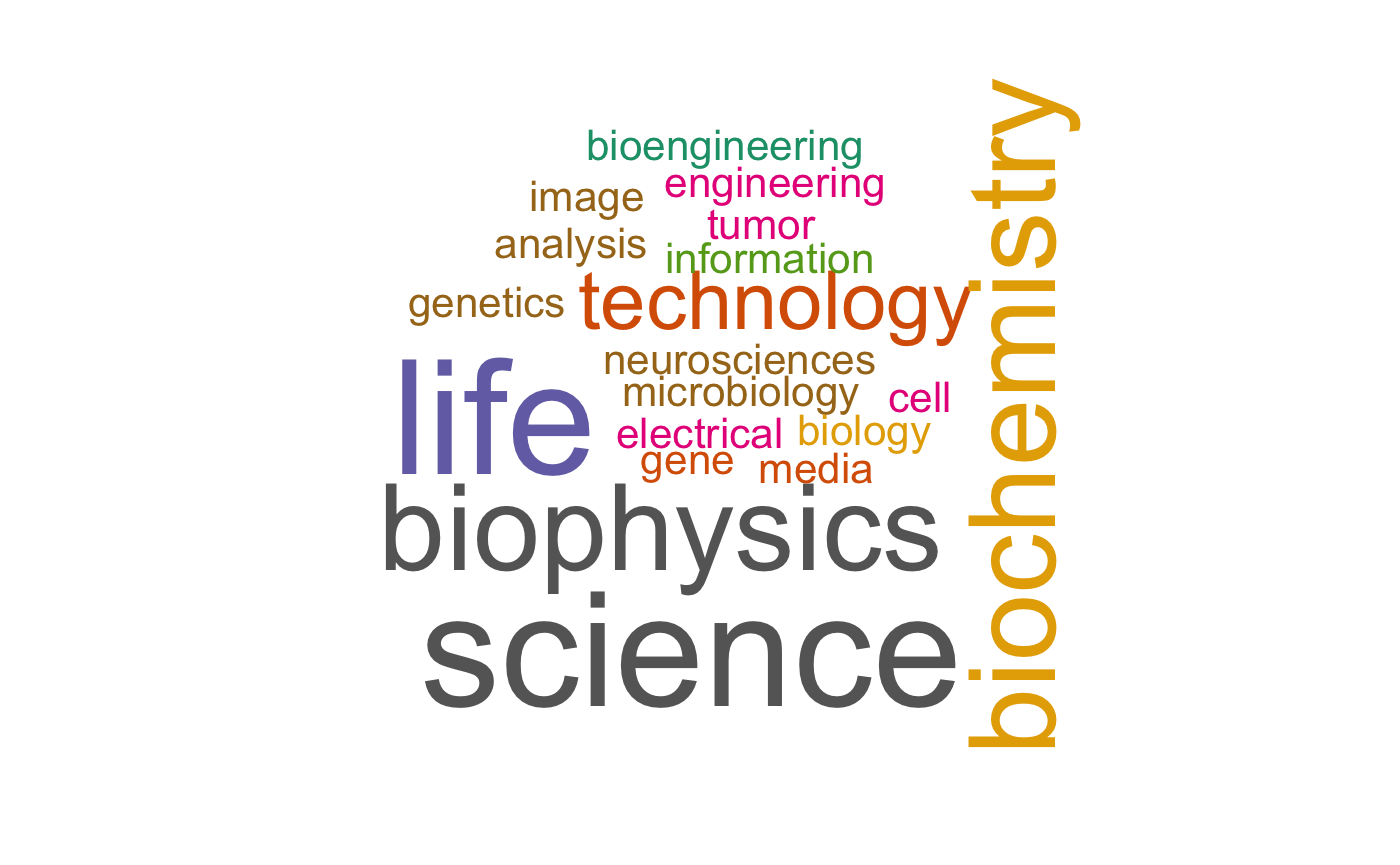 bioengineering
engineering
image
tumor
analysis
information
technology
genetics
neurosciences
microbiology
cell
life
electrical
biology
gene
media
biophysics
science
biochemistry